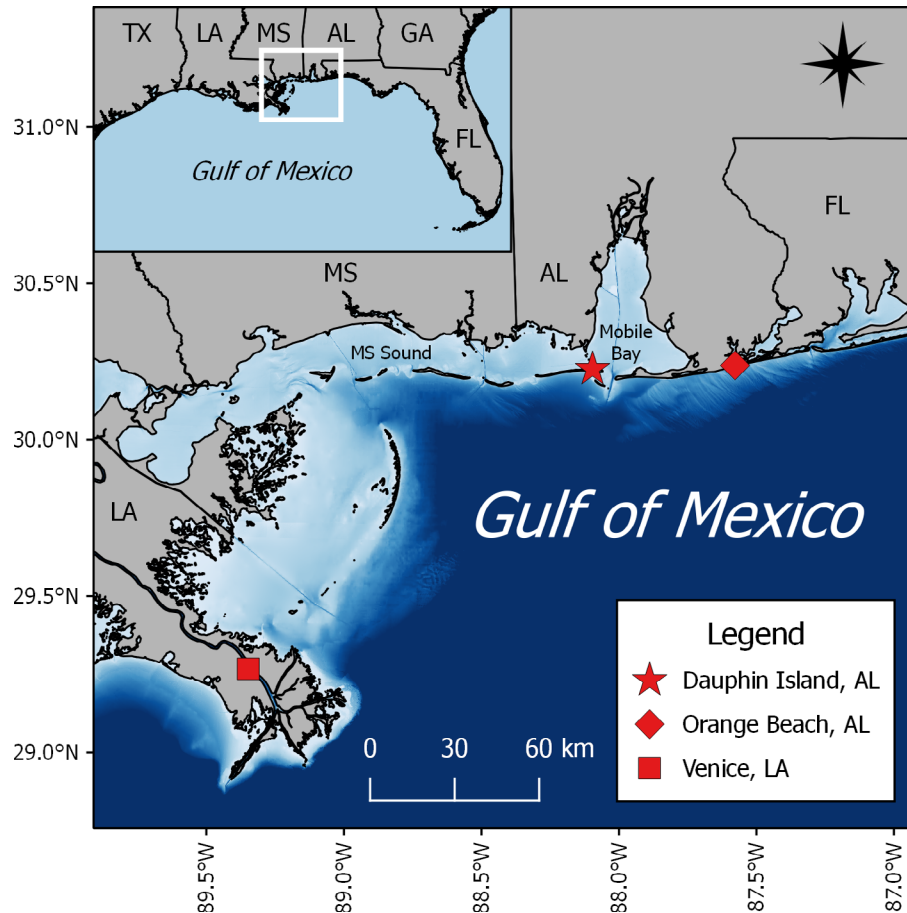 TX
LA
MS
AL
GA
FL
Gulf of Mexico
31.0°N
30.5°N
30.0°N
29.5°N
29.0°N
MS
AL
FL
MS Sound
Mobile
Bay
LA
Gulf of Mexico
Legend
Dauphin Island, AL
Orange Beach, AL
Venice, LA
0
30
60 km
89.5°W
89.0°W
88.5°W
88.0°W
87.5°W
87.0°W